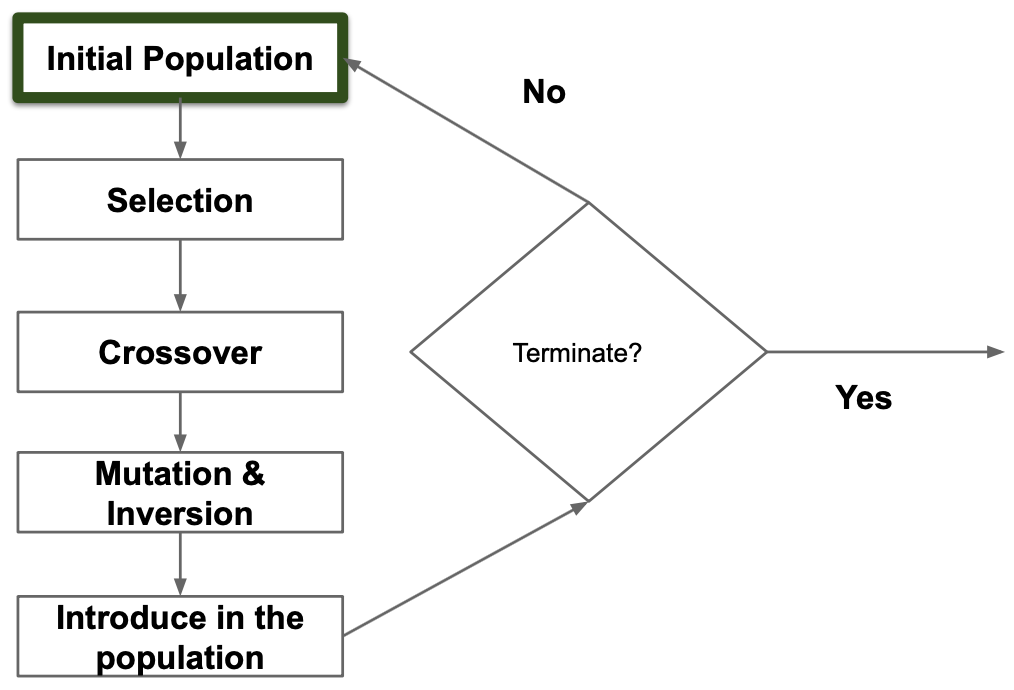 Initial Population
No
Selection
Crossover
Terminate?
Yes
Mutation &
Inversion
Introduce in the
population